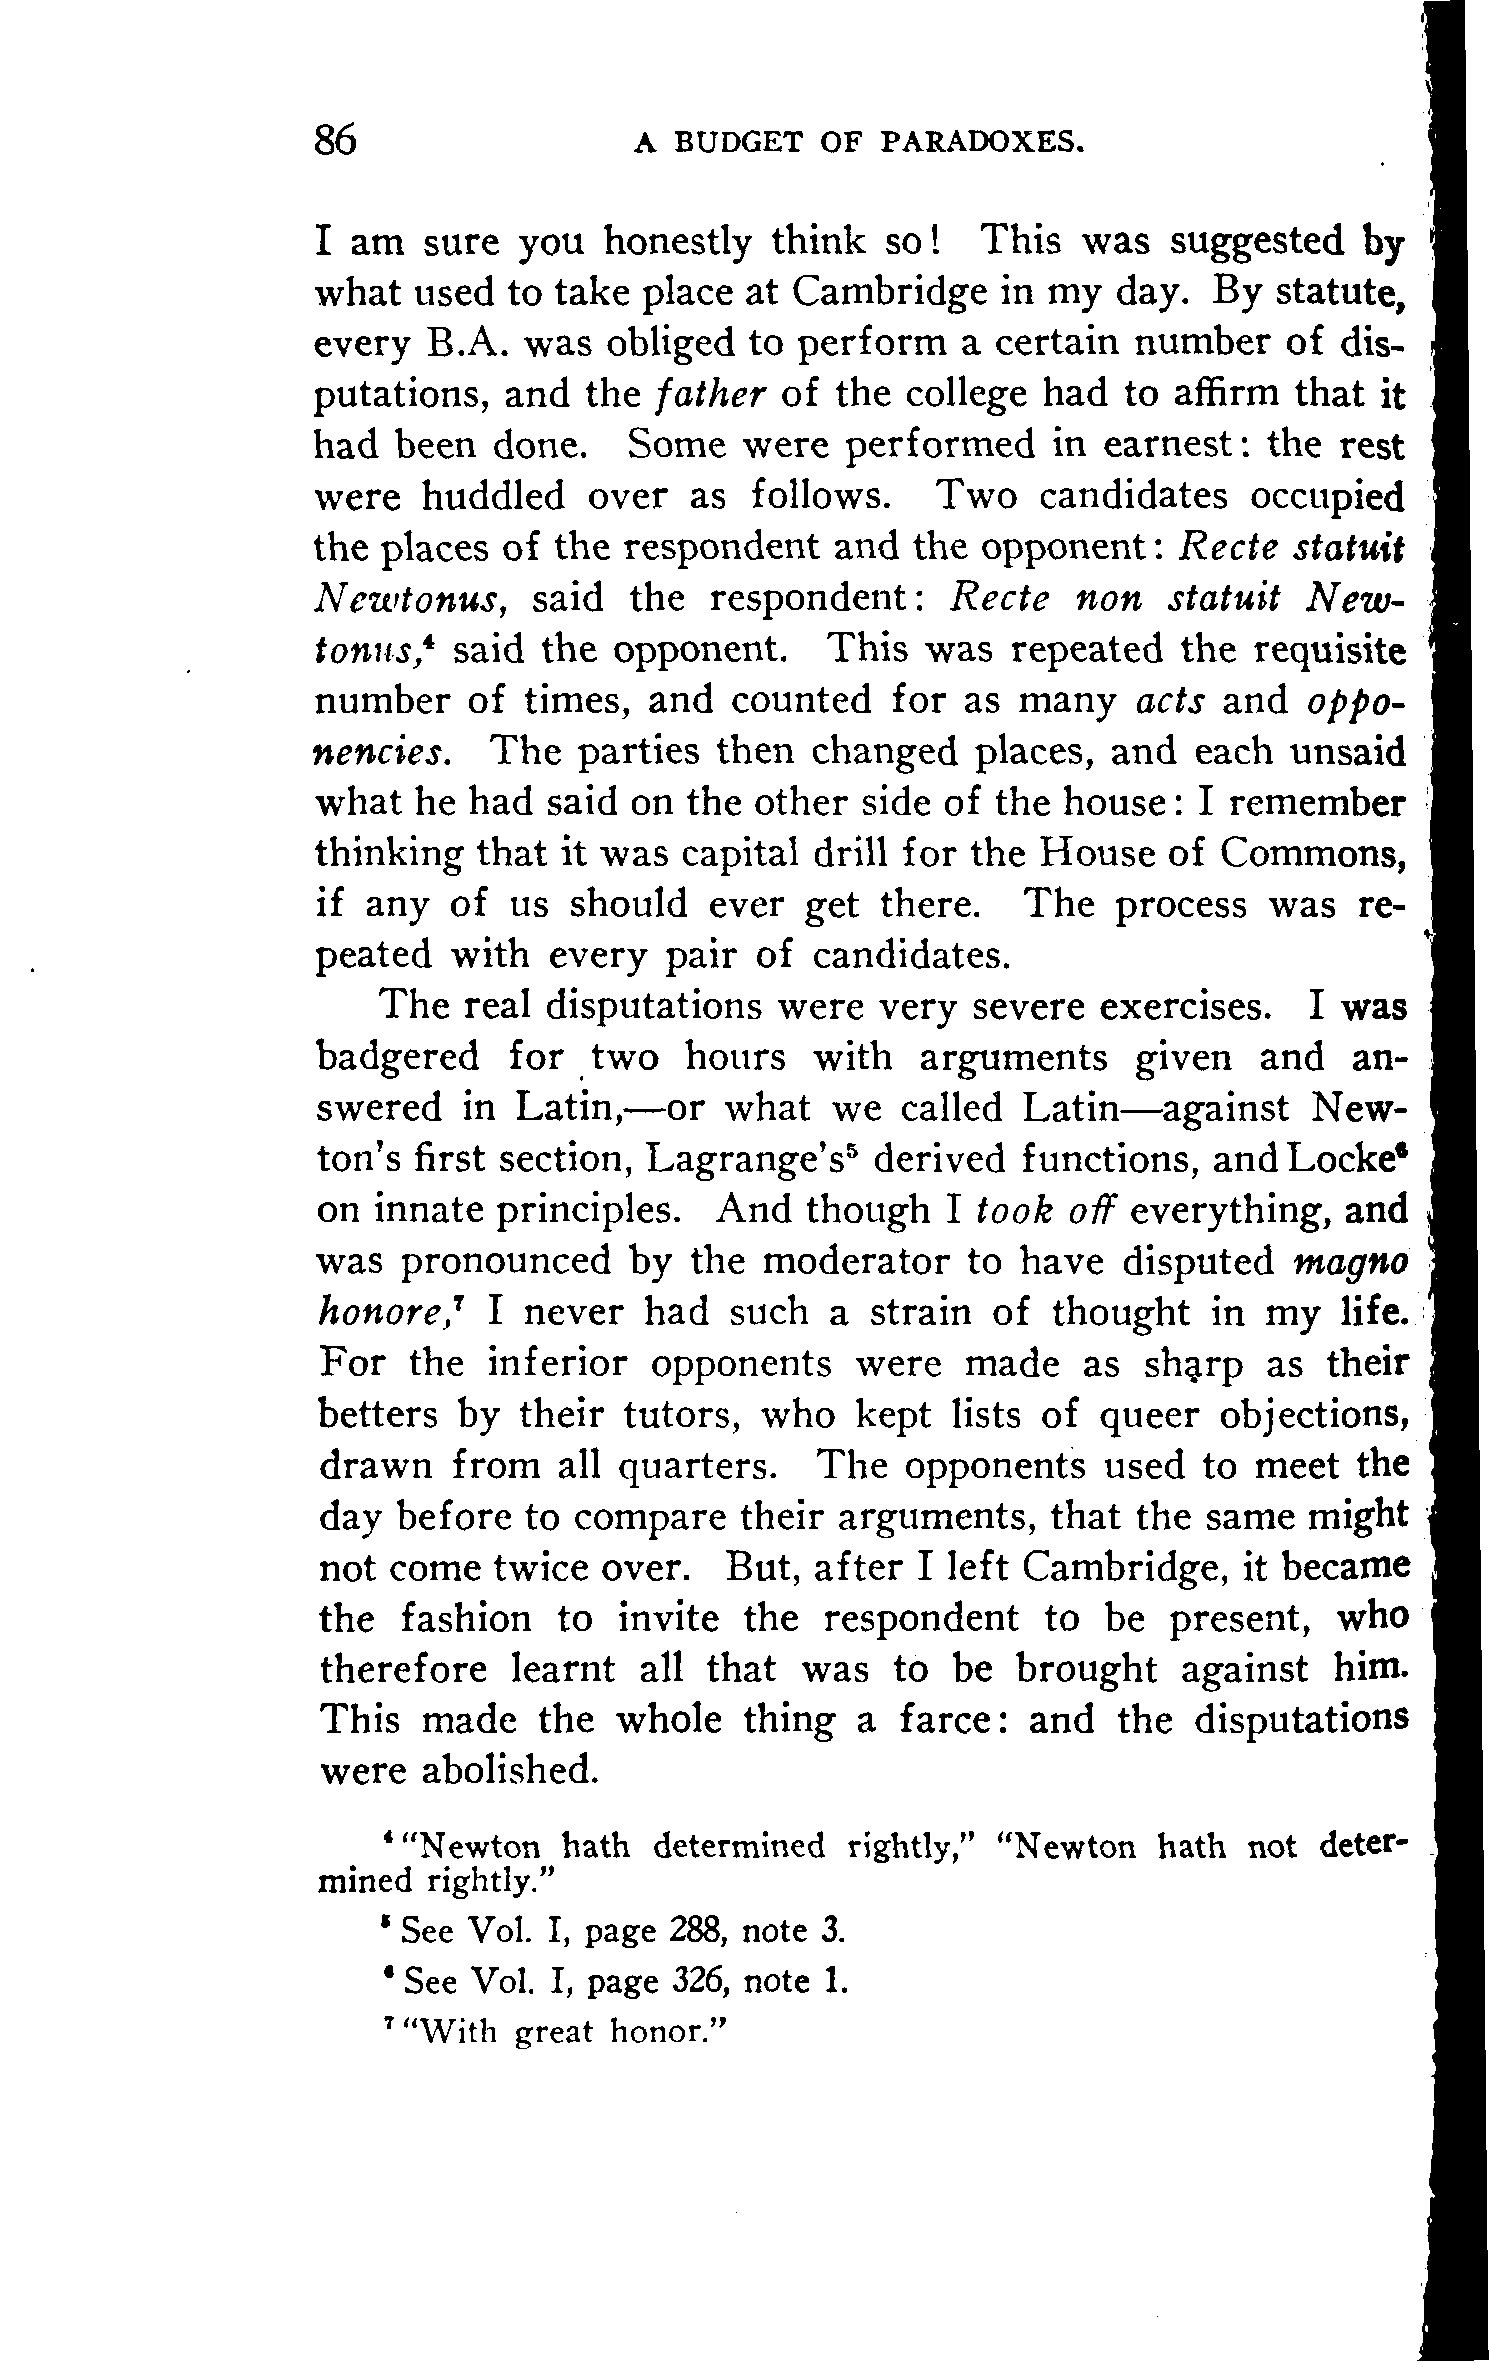 86 A BUDGET OF PARADOXES.
I am sure you honestly think so! This was suggested by
what used to take place at Cambridge in my day. By statute,
every B.A. was obliged to perform a certain number of dis-
putations, and the father of the college had to affirm that it
had been done. Some were performed in earnest: the rest
were huddled over as follows. Two candidates occupied
the places of the respondent and the opponent: Recte statuit
Newtonus, said the respondent: Recte non statuit New-
tonus,⁴ said the opponent. This was repeated the requisite
number of times, and counted for as many acts and oppo-
nencies. The parties then changed places, and each unsaid
what he had said on the other side of the house: I remember
thinking that it was capital drill for the House of Commons,
if any of us should ever get there. The process was re-
peated with every pair of candidates.
The real disputations were very severe exercises. I was
badgered for two hours with arguments given and an-
swered in Latin,—or what we called Latin—against New-
ton's first section, Lagrange's⁵ derived functions, and Locke⁶
on innate principles. And though I took off everything, and
was pronounced by the moderator to have disputed magno
honore,⁷ I never had such a strain of thought in my life.
For the inferior opponents were made as sharp as their
betters by their tutors, who kept lists of queer objections,
drawn from all quarters. The opponents used to meet the
day before to compare their arguments, that the same might
not come twice over. But, after I left Cambridge, it became
the fashion to invite the respondent to be present, who
therefore learnt all that was to be brought against him.
This made the whole thing a farce: and the disputations
were abolished.
⁴ "Newton hath determined rightly," "Newton hath not deter-
mined rightly."
⁵ See Vol. I, page 288, note 3.
⁶ See Vol. I, page 326, note 1.
⁷ "With great honor."